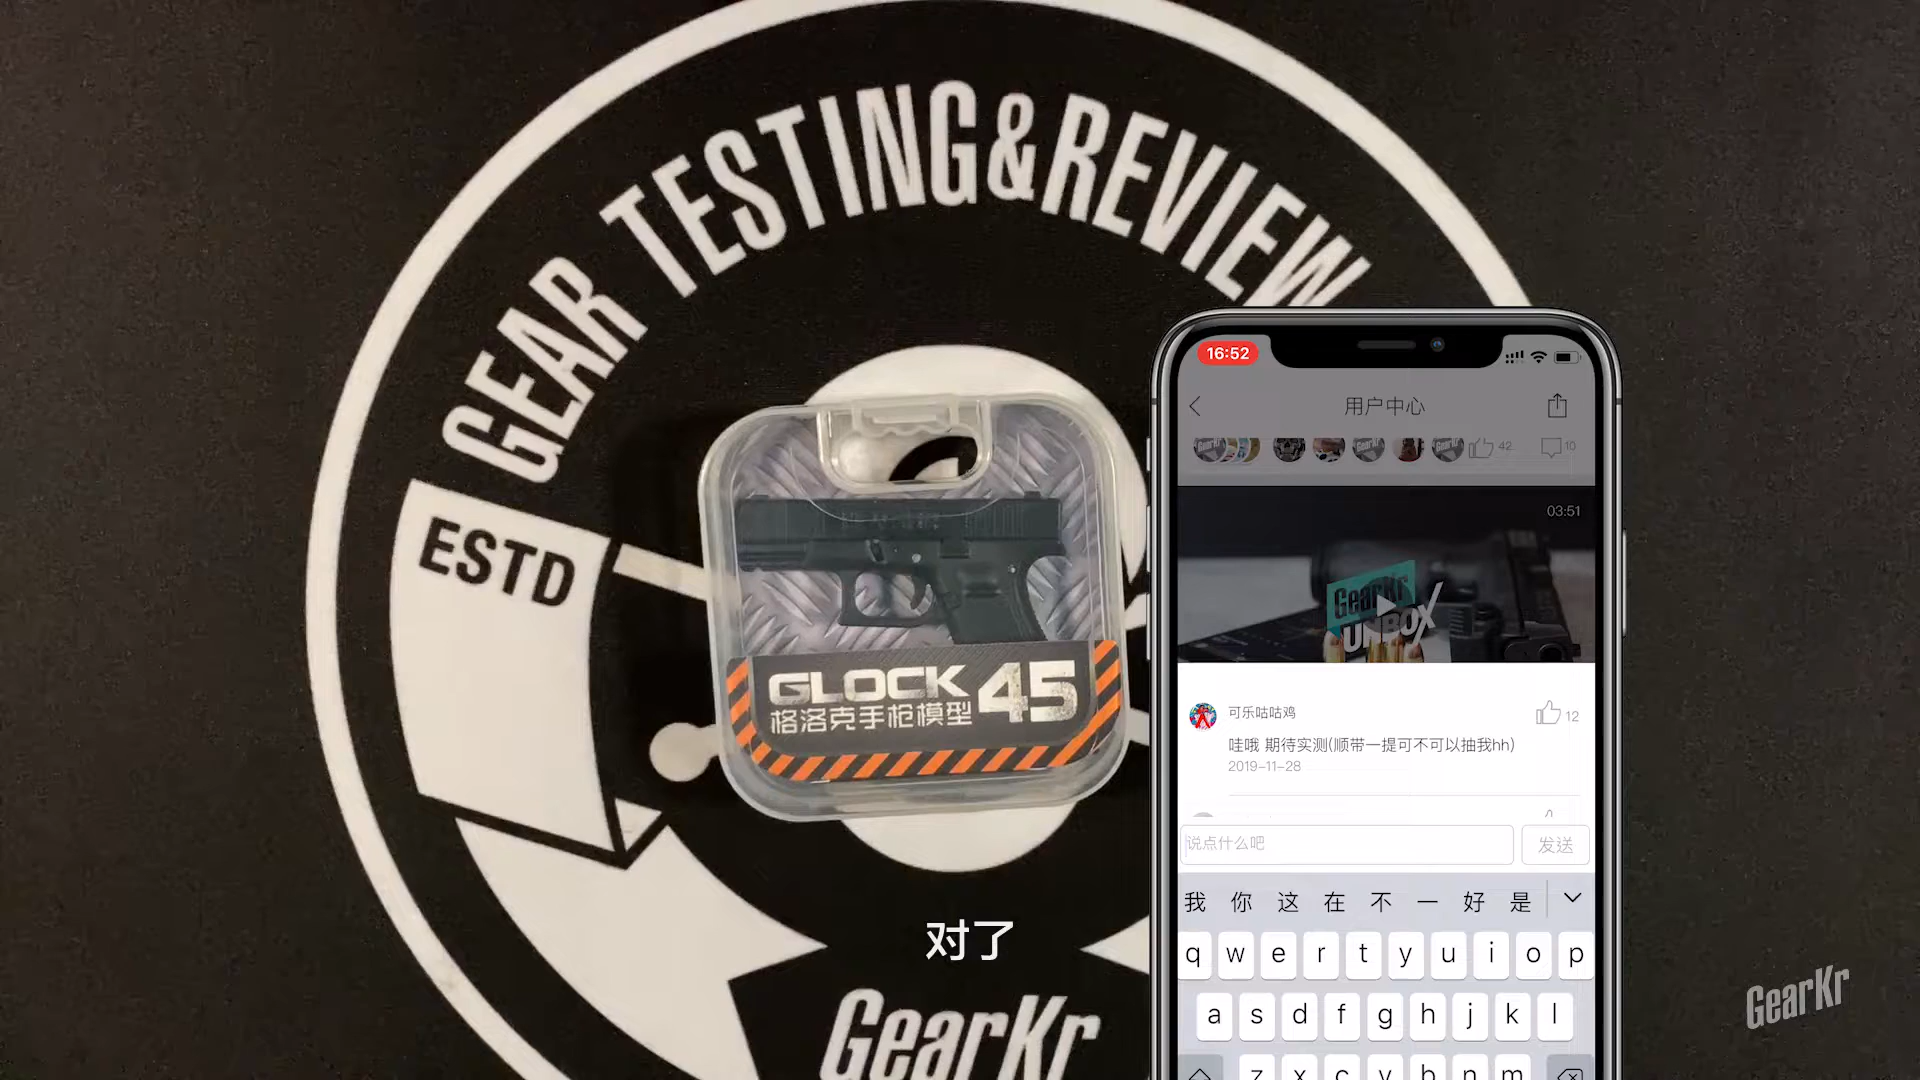 GEAR TESTING&REVIEW
ESTD
GLOCK 45
格洛克手枪模型
对了
GearKr
16:52
用户中心
42
10
03:51
GearKr
UNBOX
可乐咕咕鸡
12
哇哦 期待实测(顺带一提可不可以抽我hh)
2019-11-28
说点什么吧
发送
我 你 这 在 不 一 好 是
q w e r t y u i o p
a s d f g h j k l
z x c v b n m
GearKr